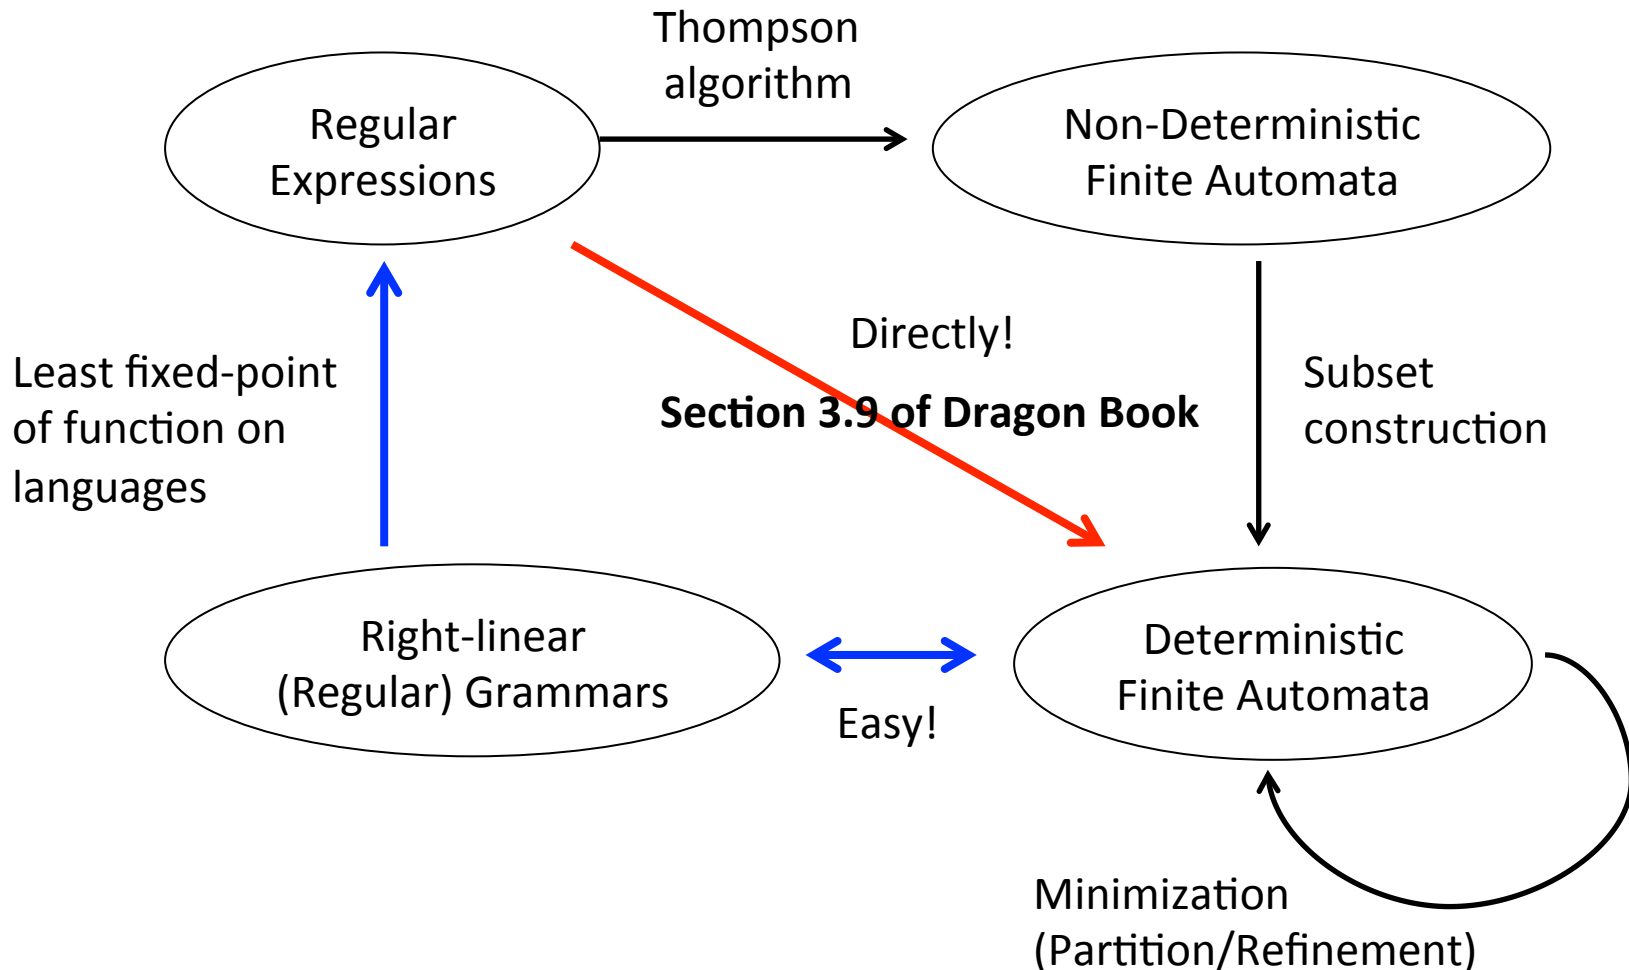 Thompson
algorithm
Regular
Expressions
Non-Deterministic
Finite Automata
Directly!
Section 3.9 of Dragon Book
Least fixed-point
of function on
languages
Subset
construction
Right-linear
(Regular) Grammars
Easy!
Deterministic
Finite Automata
Minimization
(Partition/Refinement)